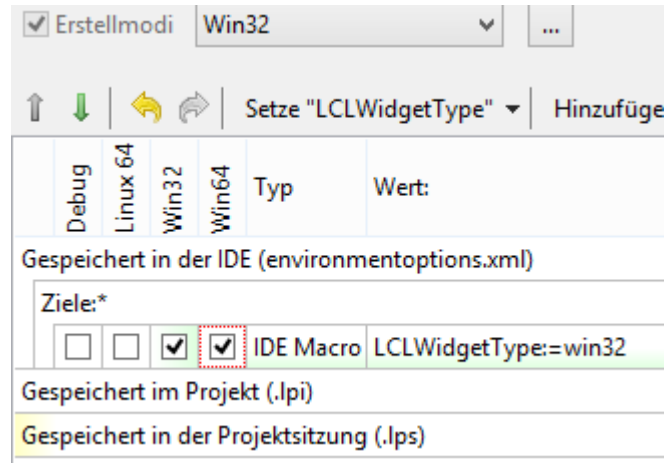 Erstellmodi Win32 ...
Setze "LCLWidgetType" Hinzufüge
Debug Linux 64 Win32 Win64 Typ Wert:
Gespeichert in der IDE (environmentoptions.xml)
Ziele:*
IDE Macro LCLWidgetType:=win32
Gespeichert im Projekt (.lpi)
Gespeichert in der Projektsitzung (.lps)